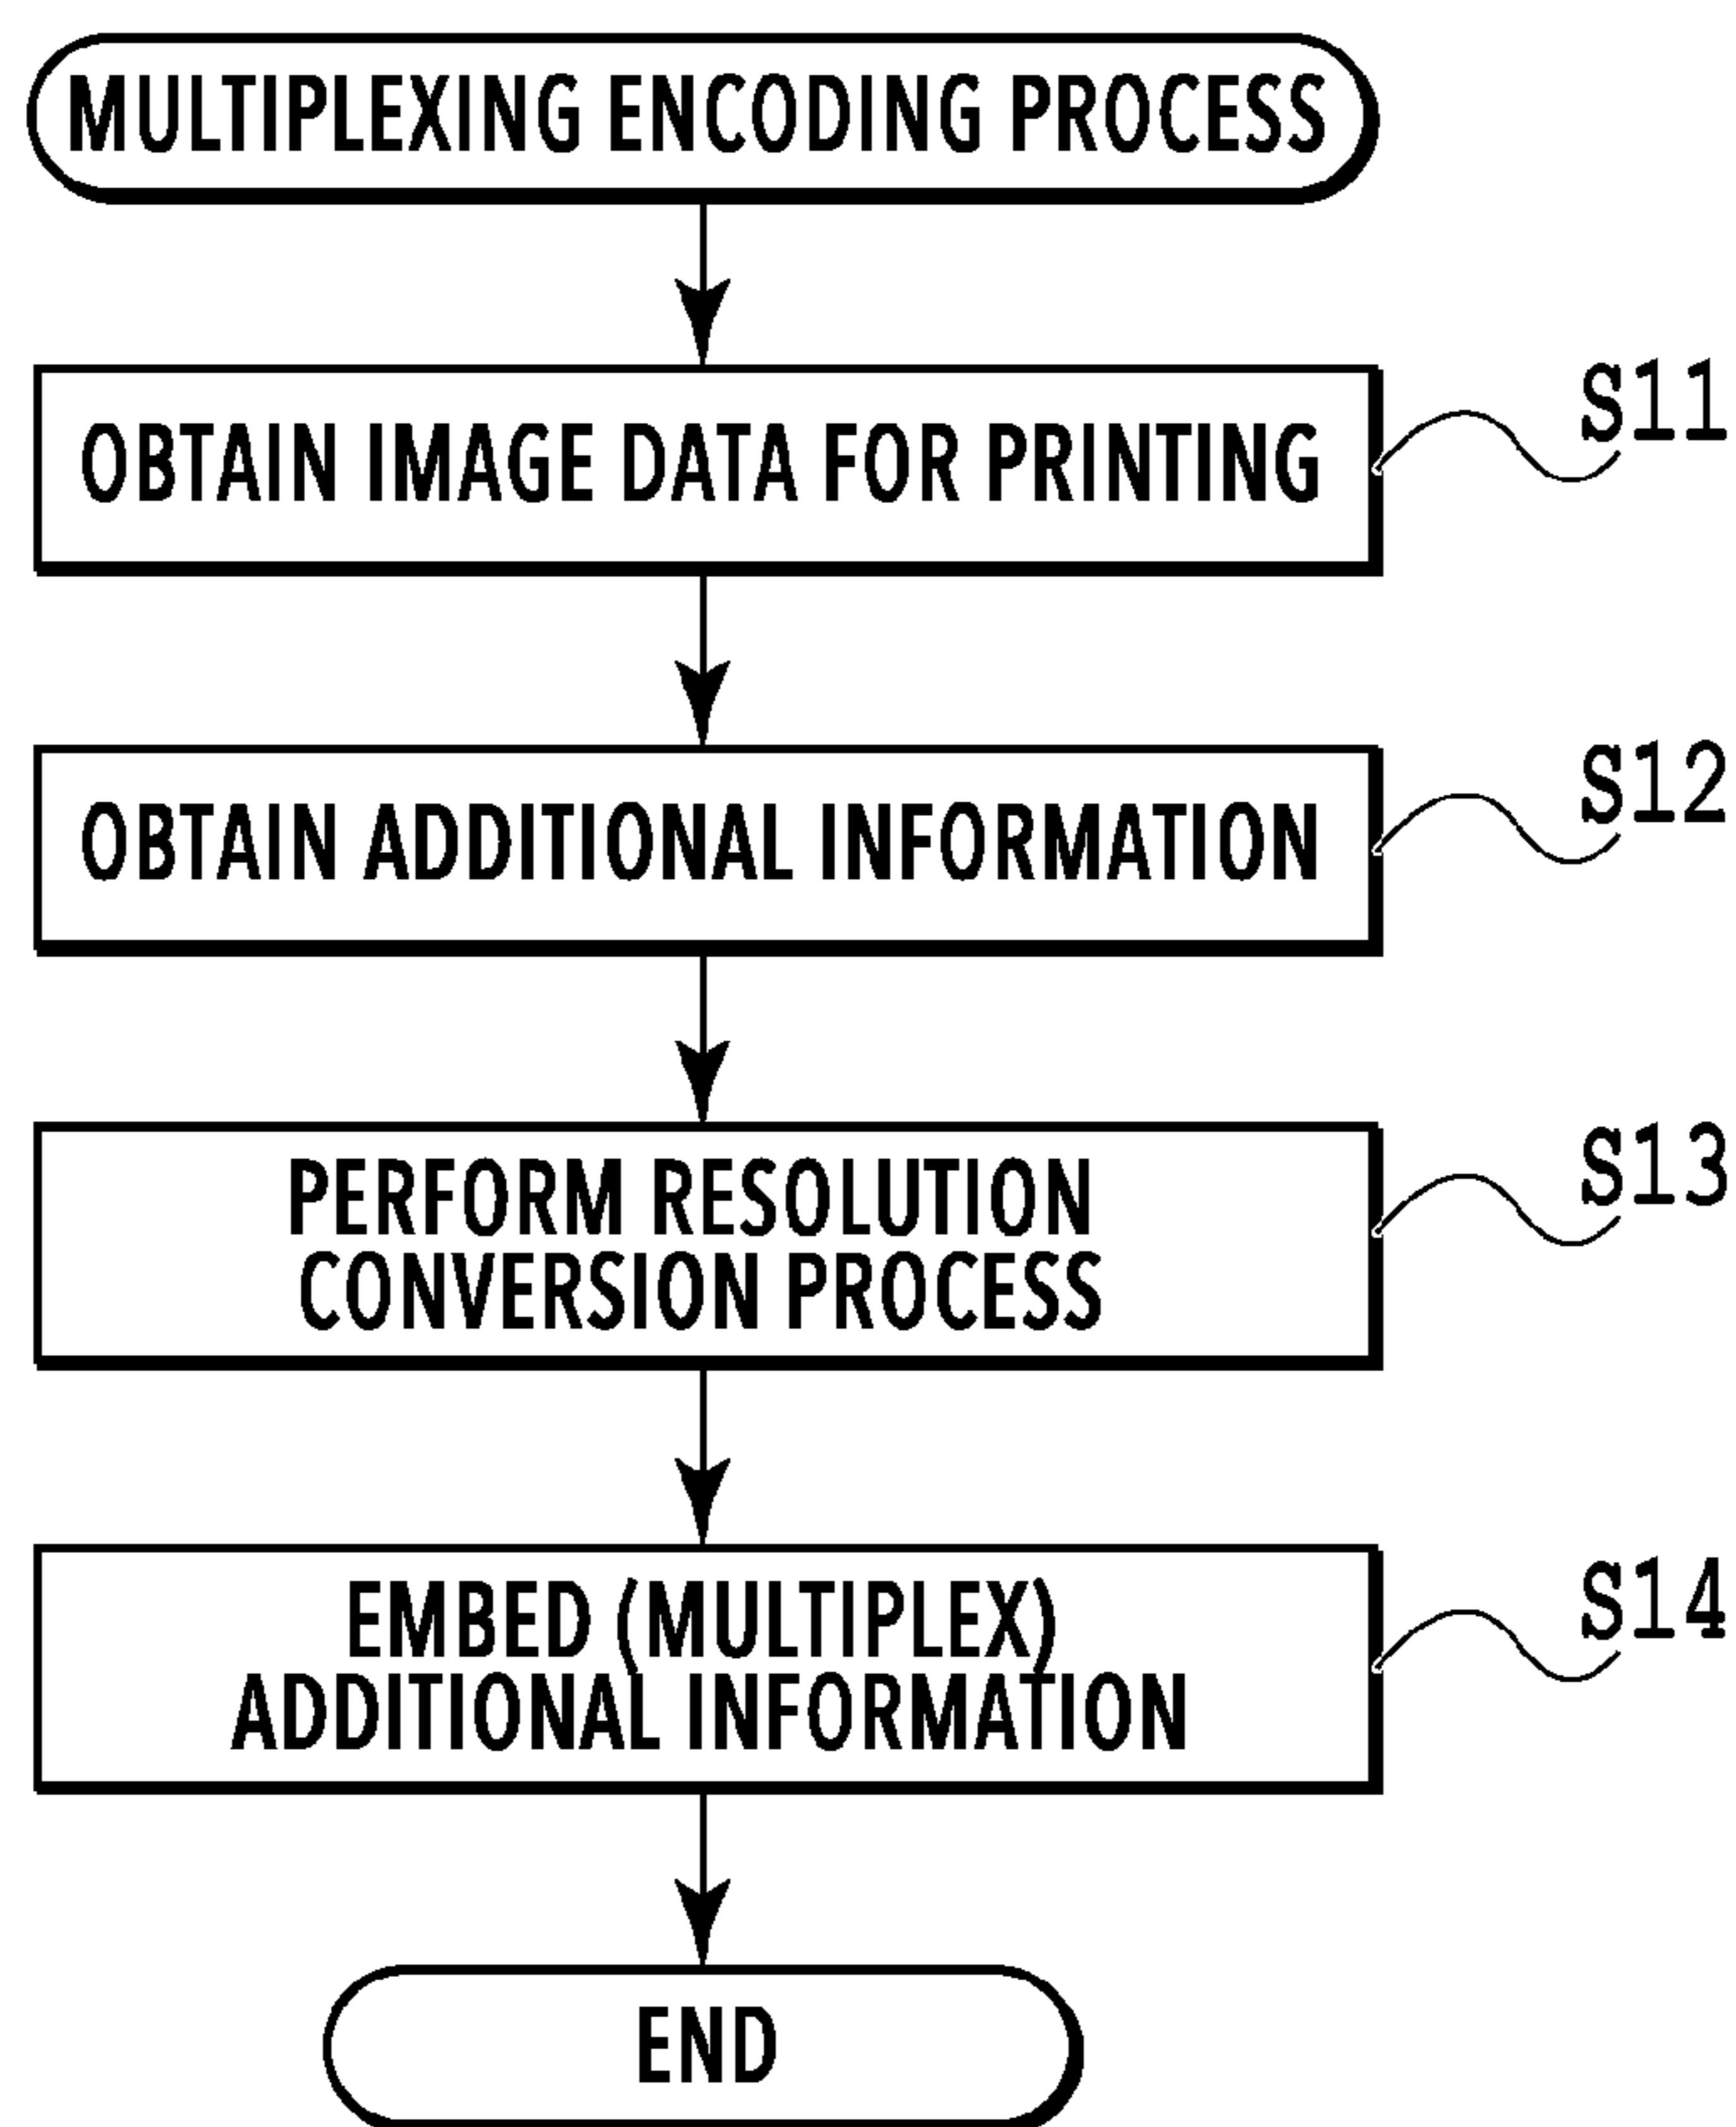 MULTIPLEXING ENCODING PROCESS
OBTAIN IMAGE DATA FOR PRINTING
S11
OBTAIN ADDITIONAL INFORMATION
S12
PERFORM RESOLUTION
CONVERSION PROCESS
S13
EMBED (MULTIPLEX)
ADDITIONAL INFORMATION
S14
END